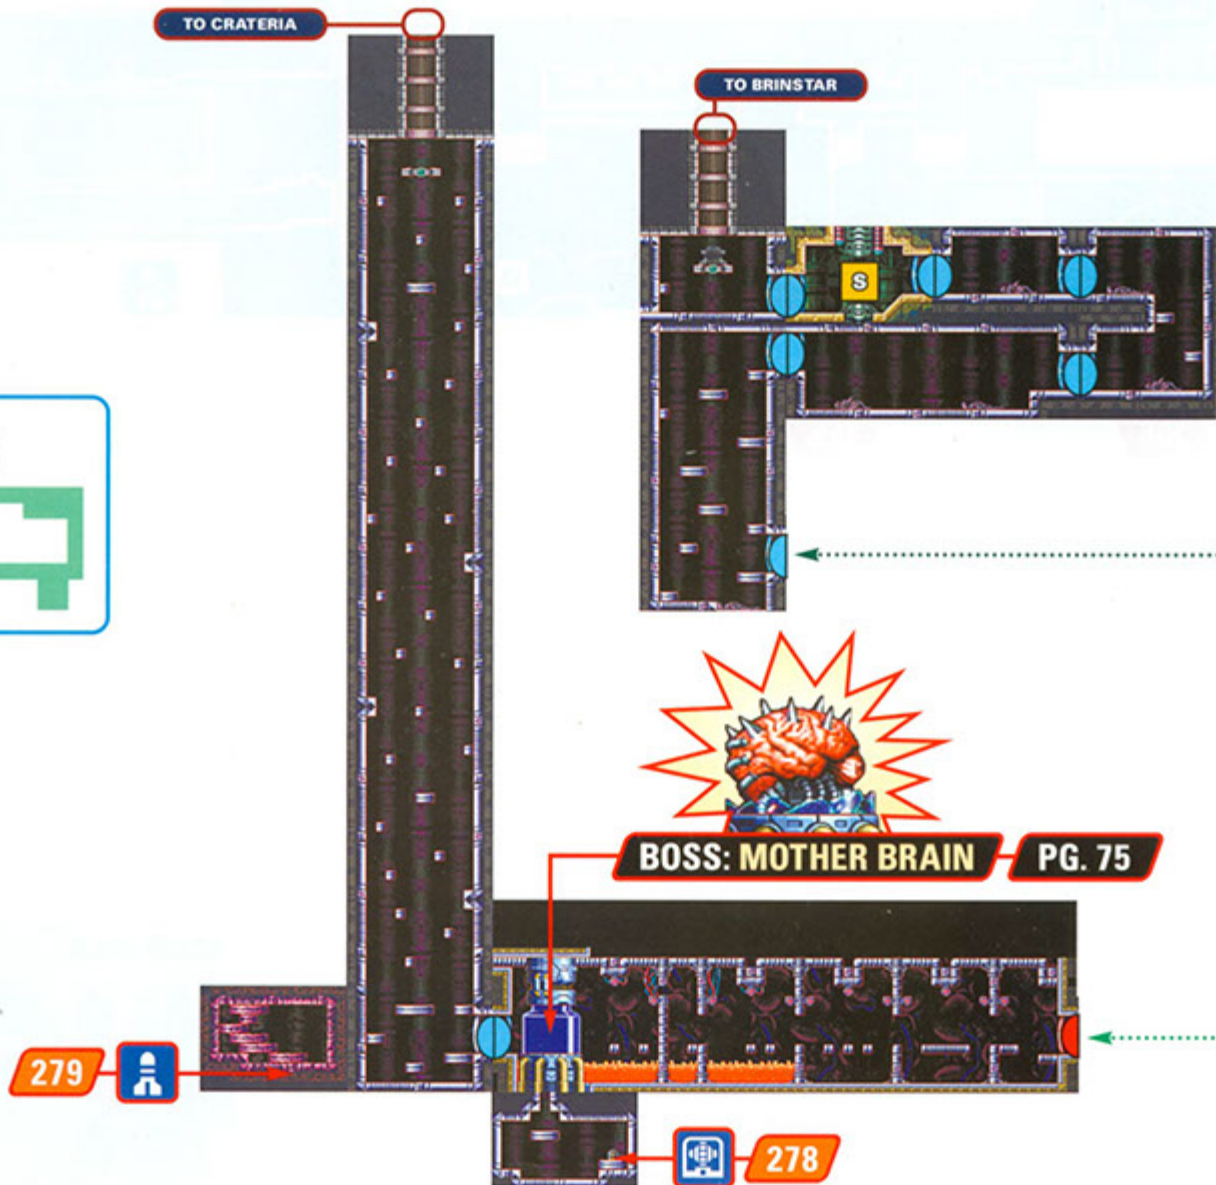 TO CRATERIA
TO BRINSTAR
S
BOSS: MOTHER BRAIN
PG. 75
279
278